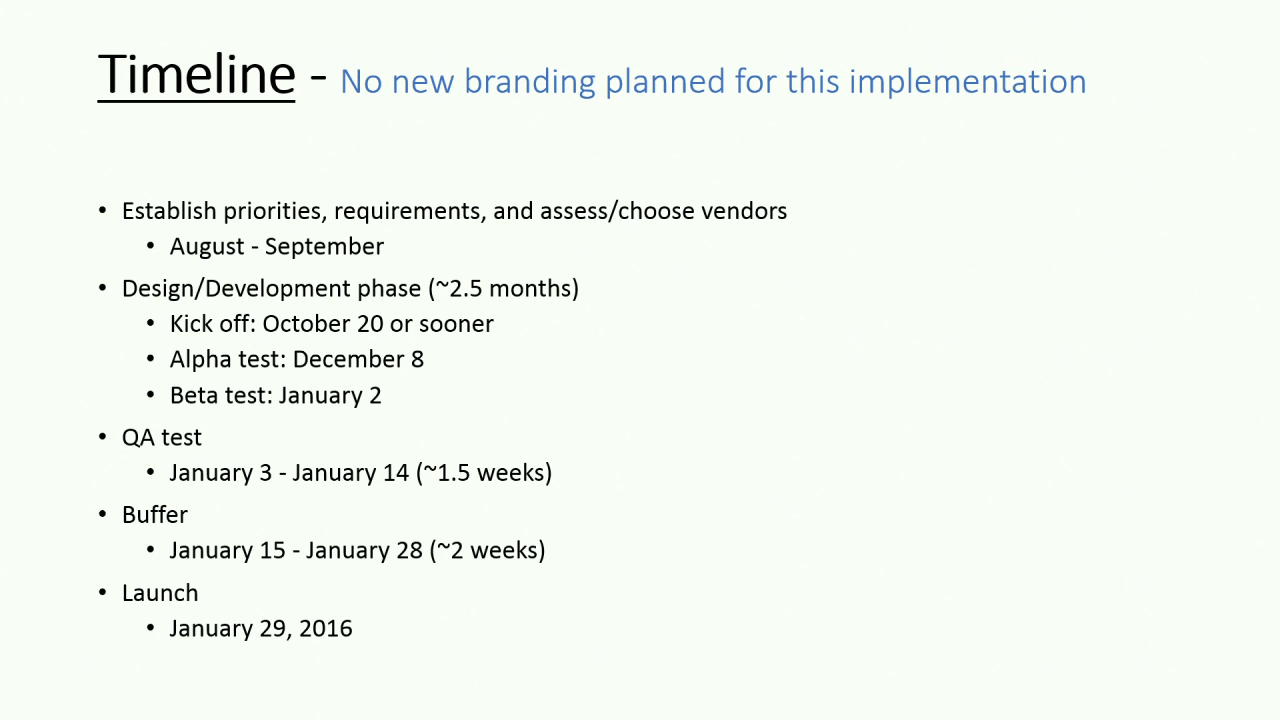 Timeline - No new branding planned for this implementation
• Establish priorities, requirements, and assess/choose vendors
• August - September
• Design/Development phase (~2.5 months)
• Kick off: October 20 or sooner
• Alpha test: December 8
• Beta test: January 2
• QA test
• January 3 - January 14 (~1.5 weeks)
• Buffer
• January 15 - January 28 (~2 weeks)
• Launch
• January 29, 2016